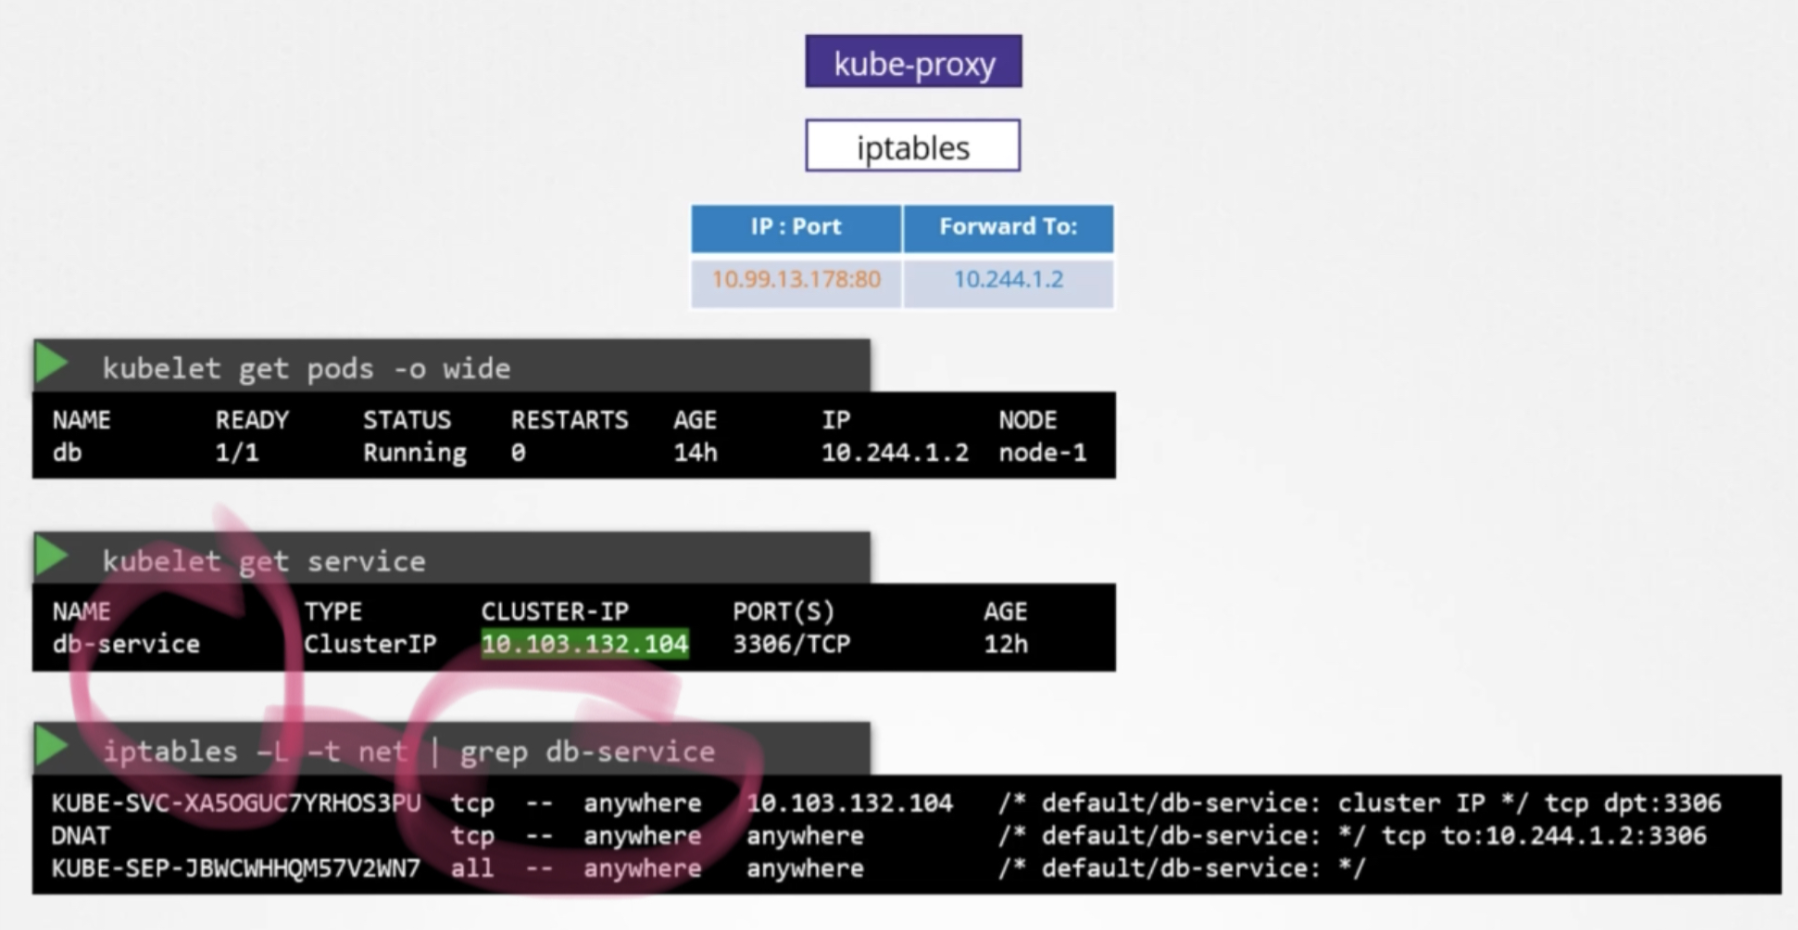 kube-proxy
iptables
IP : Port Forward To:
10.99.13.178:80 10.244.1.2
kubelet get pods -o wide
NAME READY STATUS RESTARTS AGE IP NODE
db 1/1 Running 0 14h 10.244.1.2 node-1
kubelet get service
NAME TYPE CLUSTER-IP PORT(S) AGE
db-service ClusterIP 10.103.132.104 3306/TCP 12h
iptables –L –t net | grep db-service
KUBE-SVC-XA5OGUC7YRHOS3PU tcp -- anywhere 10.103.132.104 /* default/db-service: cluster IP */ tcp dpt:3306
DNAT tcp -- anywhere anywhere /* default/db-service: */ tcp to:10.244.1.2:3306
KUBE-SEP-JBWCWHHQM57V2WN7 all -- anywhere anywhere /* default/db-service: */